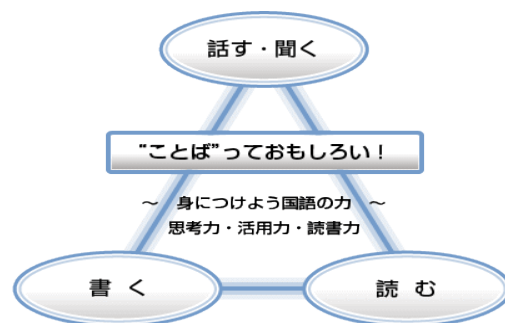 話す・聞く
“ことば”っておもしろい！
～ 身につけよう国語の力 ～
思考力・活用力・読書力
書 く
読 む